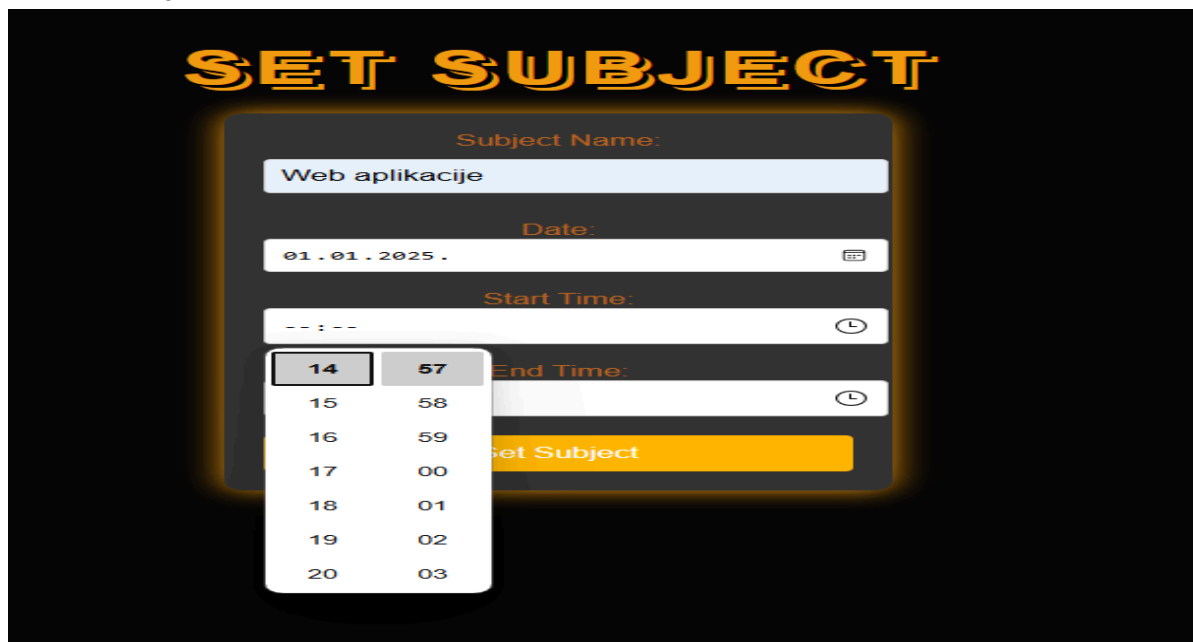 SET SUBJECT
Subject Name:
Web aplikacije
Date:
01.01.2025.
Start Time:
--:--
End Time:
14 57
15 58
16 59
Set Subject
17 00
18 01
19 02
20 03